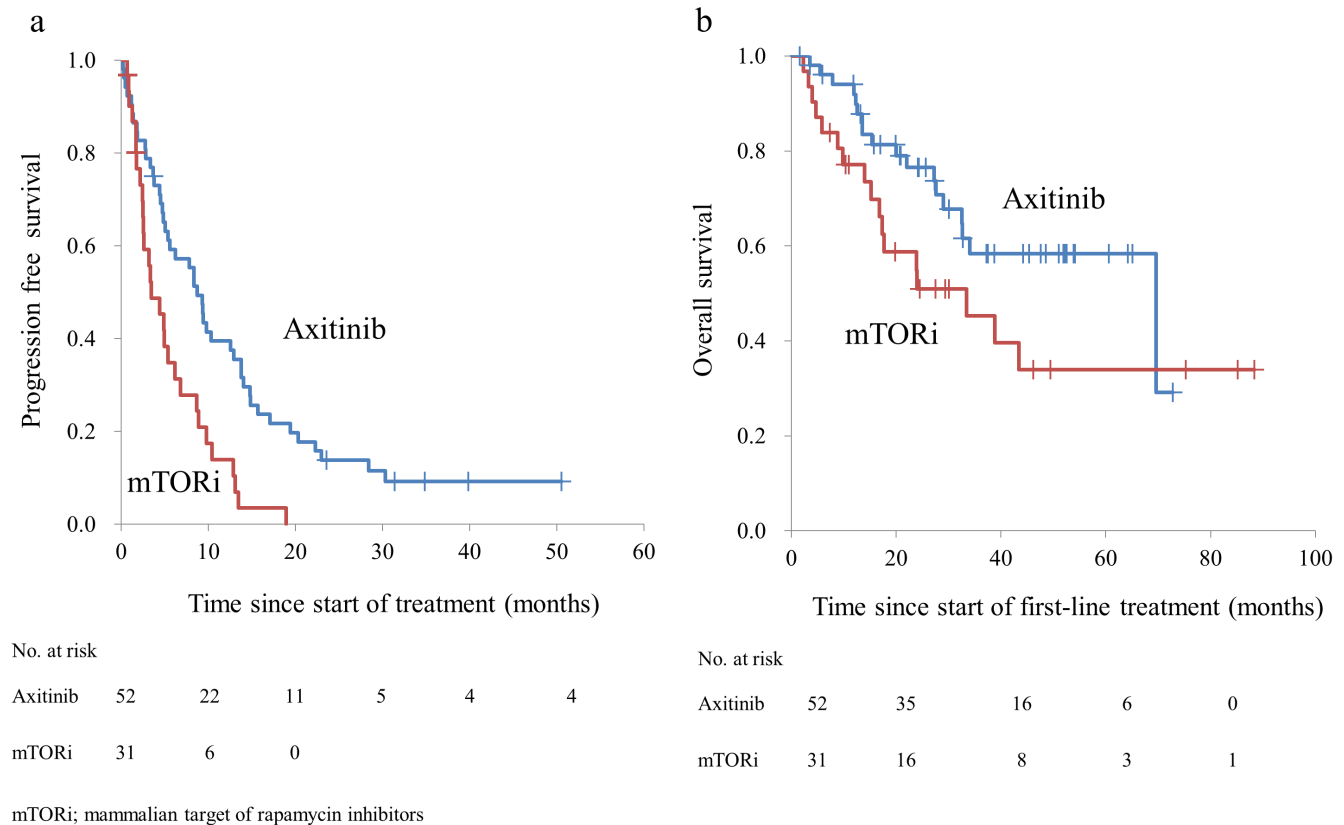 a
1.0
0.8
0.6
0.4
0.2
0.0
Progression free survival
Axitinib
mTORi
0 10 20 30 40 50 60
Time since start of treatment (months)
No. at risk
Axitinib 52 22 11 5 4 4
mTORi 31 6 0
mTORi; mammalian target of rapamycin inhibitors
b
1.0
0.8
0.6
0.4
0.2
0.0
Overall survival
Axitinib
mTORi
0 20 40 60 80 100
Time since start of first-line treatment (months)
No. at risk
Axitinib 52 35 16 6 0
mTORi 31 16 8 3 1